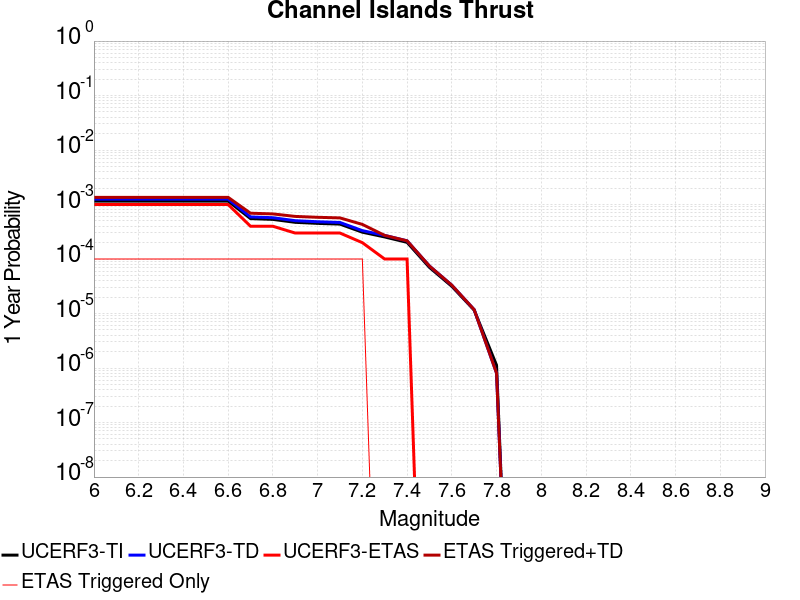 Channel Islands Thrust
10^0
10^-1
10^-2
10^-3
10^-4
10^-5
10^-6
10^-7
10^-8
1 Year Probability
6 6.2 6.4 6.6 6.8 7 7.2 7.4 7.6 7.8 8 8.2 8.4 8.6 8.8 9
Magnitude
UCERF3-TI UCERF3-TD UCERF3-ETAS ETAS Triggered+TD
ETAS Triggered Only